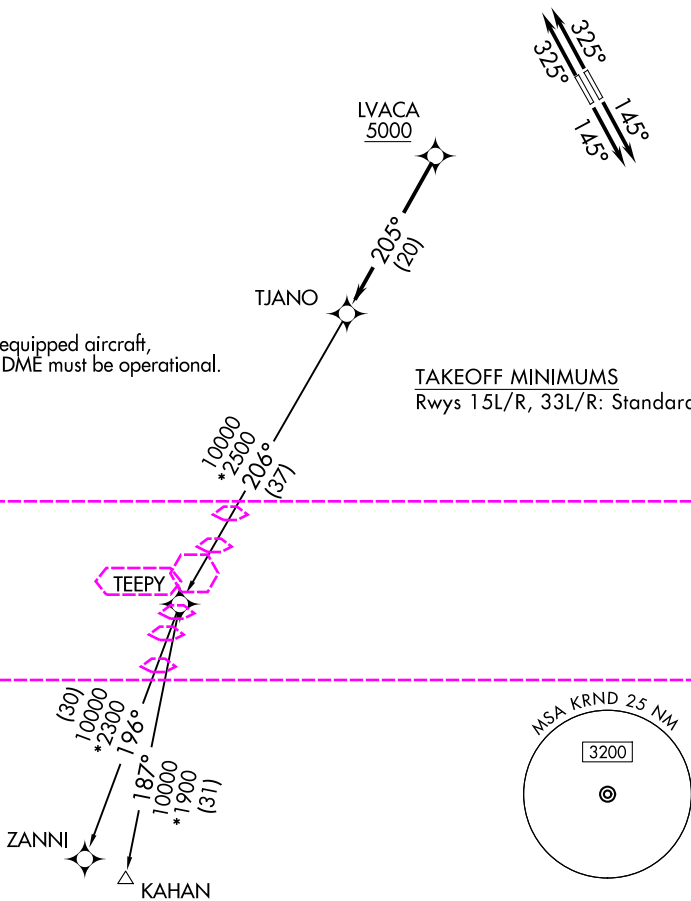 325°
325°
145°
145°
LVACA
5000
205°
(20)
TJANO
equipped aircraft,
DME must be operational.
TAKEOFF MINIMUMS
Rwys 15L/R, 33L/R: Standard
10000
*2500
206°
(37)
TEEPY
(30)
10000
*2300
196°
187°
10000
*1900
(31)
MSA KRND 25 NM
3200
ZANNI
KAHAN